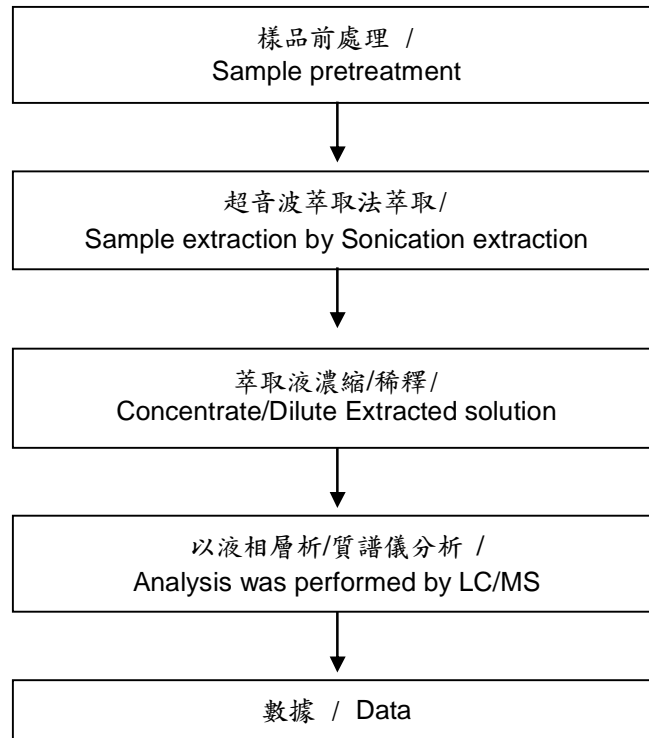 樣品前處理 /
Sample pretreatment
超音波萃取法萃取/
Sample extraction by Sonication extraction
萃取液濃縮/稀釋/
Concentrate/Dilute Extracted solution
以液相層析/質譜儀分析 /
Analysis was performed by LC/MS
數據 / Data